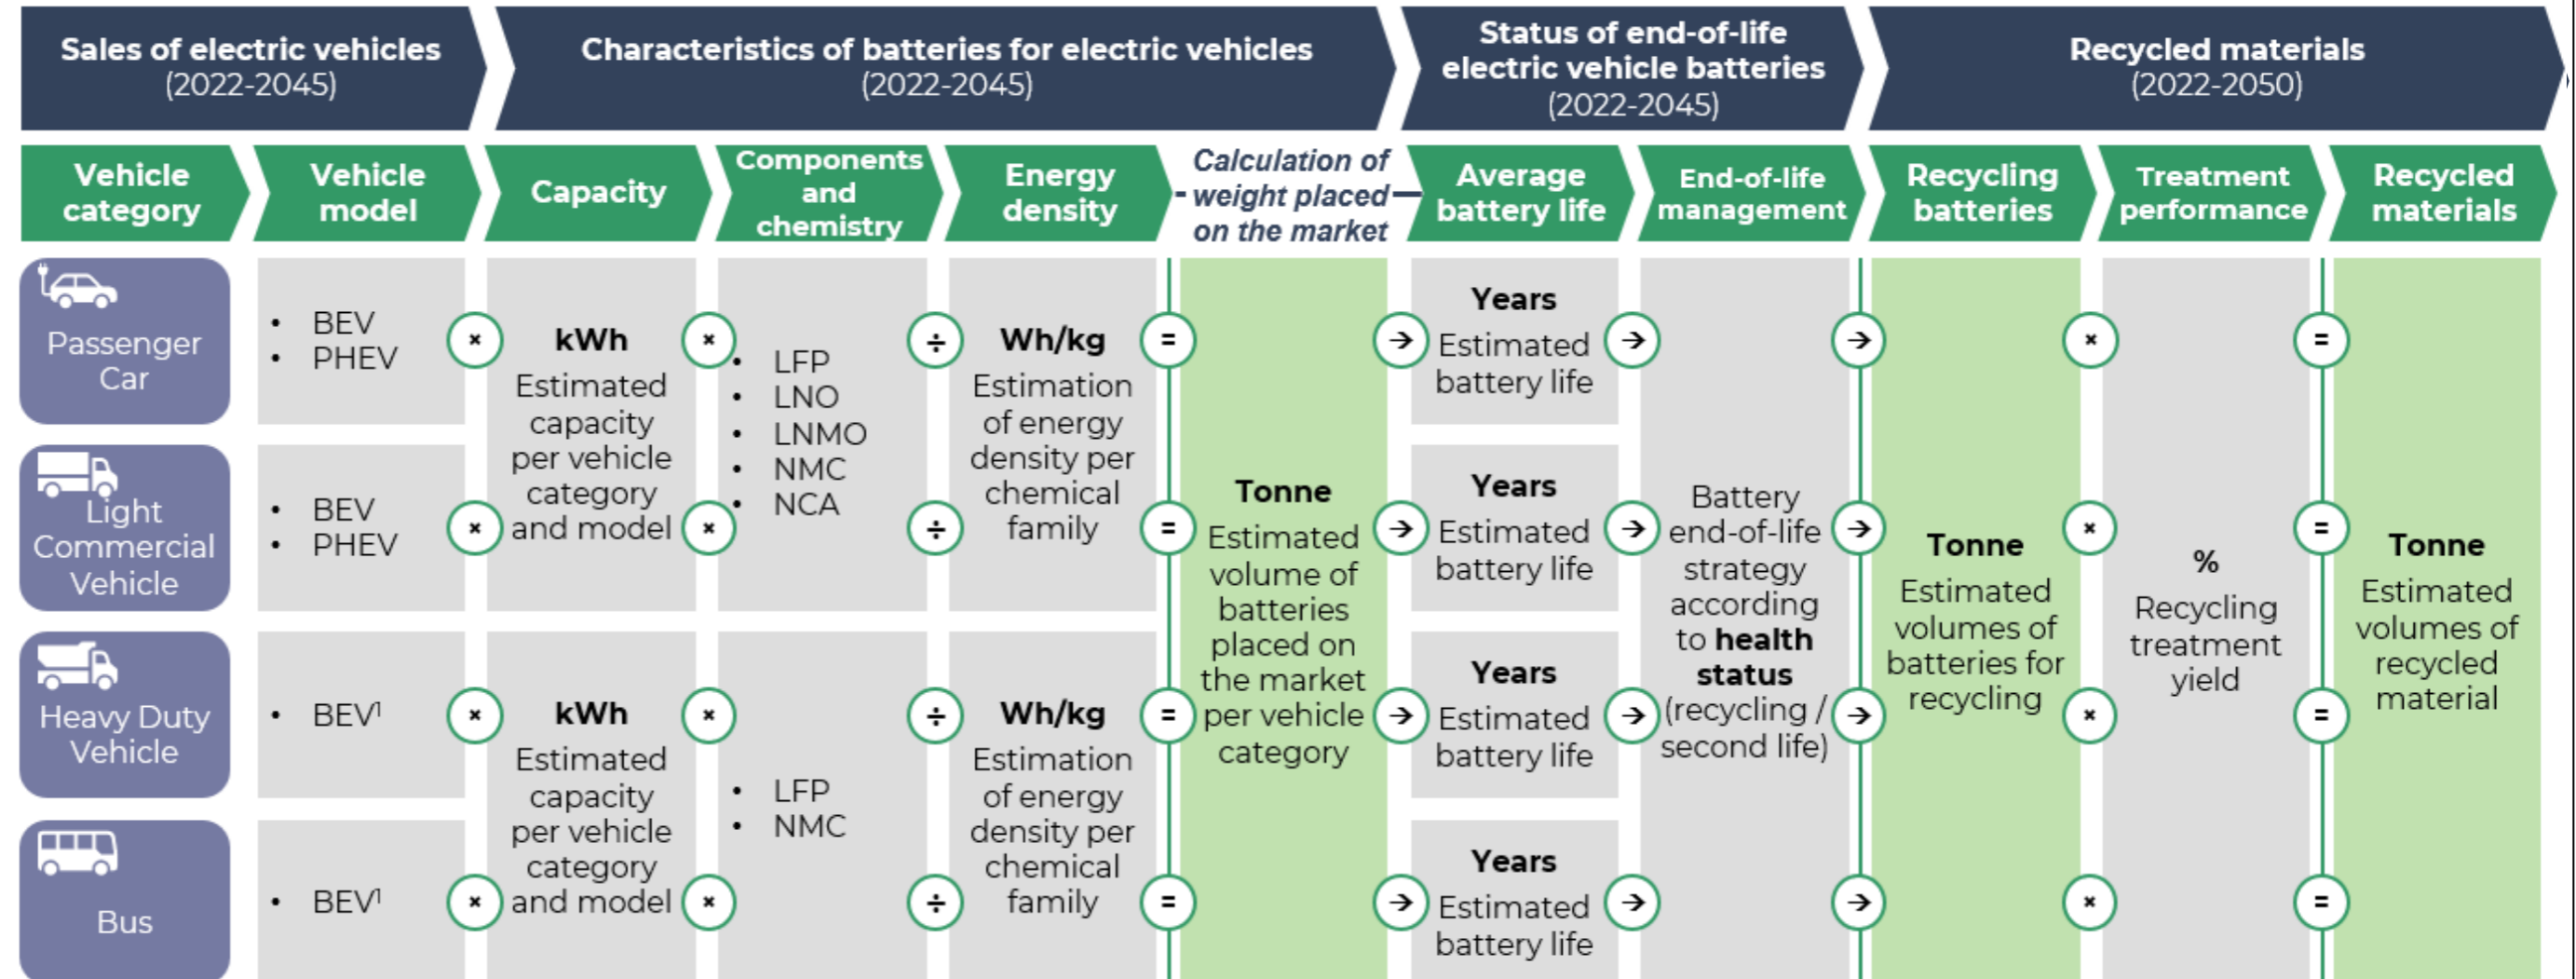 Sales of electric vehicles
(2022-2045)
Characteristics of batteries for electric vehicles
(2022-2045)
Status of end-of-life
electric vehicle batteries
(2022-2045)
Recycled materials
(2022-2050)
Vehicle
category
Vehicle
model
Capacity
Components
and
chemistry
Energy
density
Calculation of
weight placed
on the market
Average
battery life
End-of-life
management
Recycling
batteries
Treatment
performance
Recycled
materials
Passenger
Car
• BEV
• PHEV
×
×
÷
=
→
→
→
×
=
Light
Commercial
Vehicle
• BEV
• PHEV
×
×
÷
=
→
→
→
×
=
kWh
Estimated
capacity
per vehicle
category
and model
• LFP
• LNO
• LNMO
• NMC
• NCA
Wh/kg
Estimation
of energy
density per
chemical
family
Heavy Duty
Vehicle
• BEV¹
×
×
÷
=
→
→
→
×
=
Bus
• BEV¹
×
×
÷
=
→
→
→
×
=
kWh
Estimated
capacity
per vehicle
category
and model
• LFP
• NMC
Wh/kg
Estimation
of energy
density per
chemical
family
Tonne
Estimated
volume of
batteries
placed on
the market
per vehicle
category
Years
Estimated
battery life
Years
Estimated
battery life
Years
Estimated
battery life
Years
Estimated
battery life
Battery
end-of-life
strategy
according
to health
status
(recycling /
second life)
Tonne
Estimated
volumes of
batteries for
recycling
%
Recycling
treatment
yield
Tonne
Estimated
volumes of
recycled
material